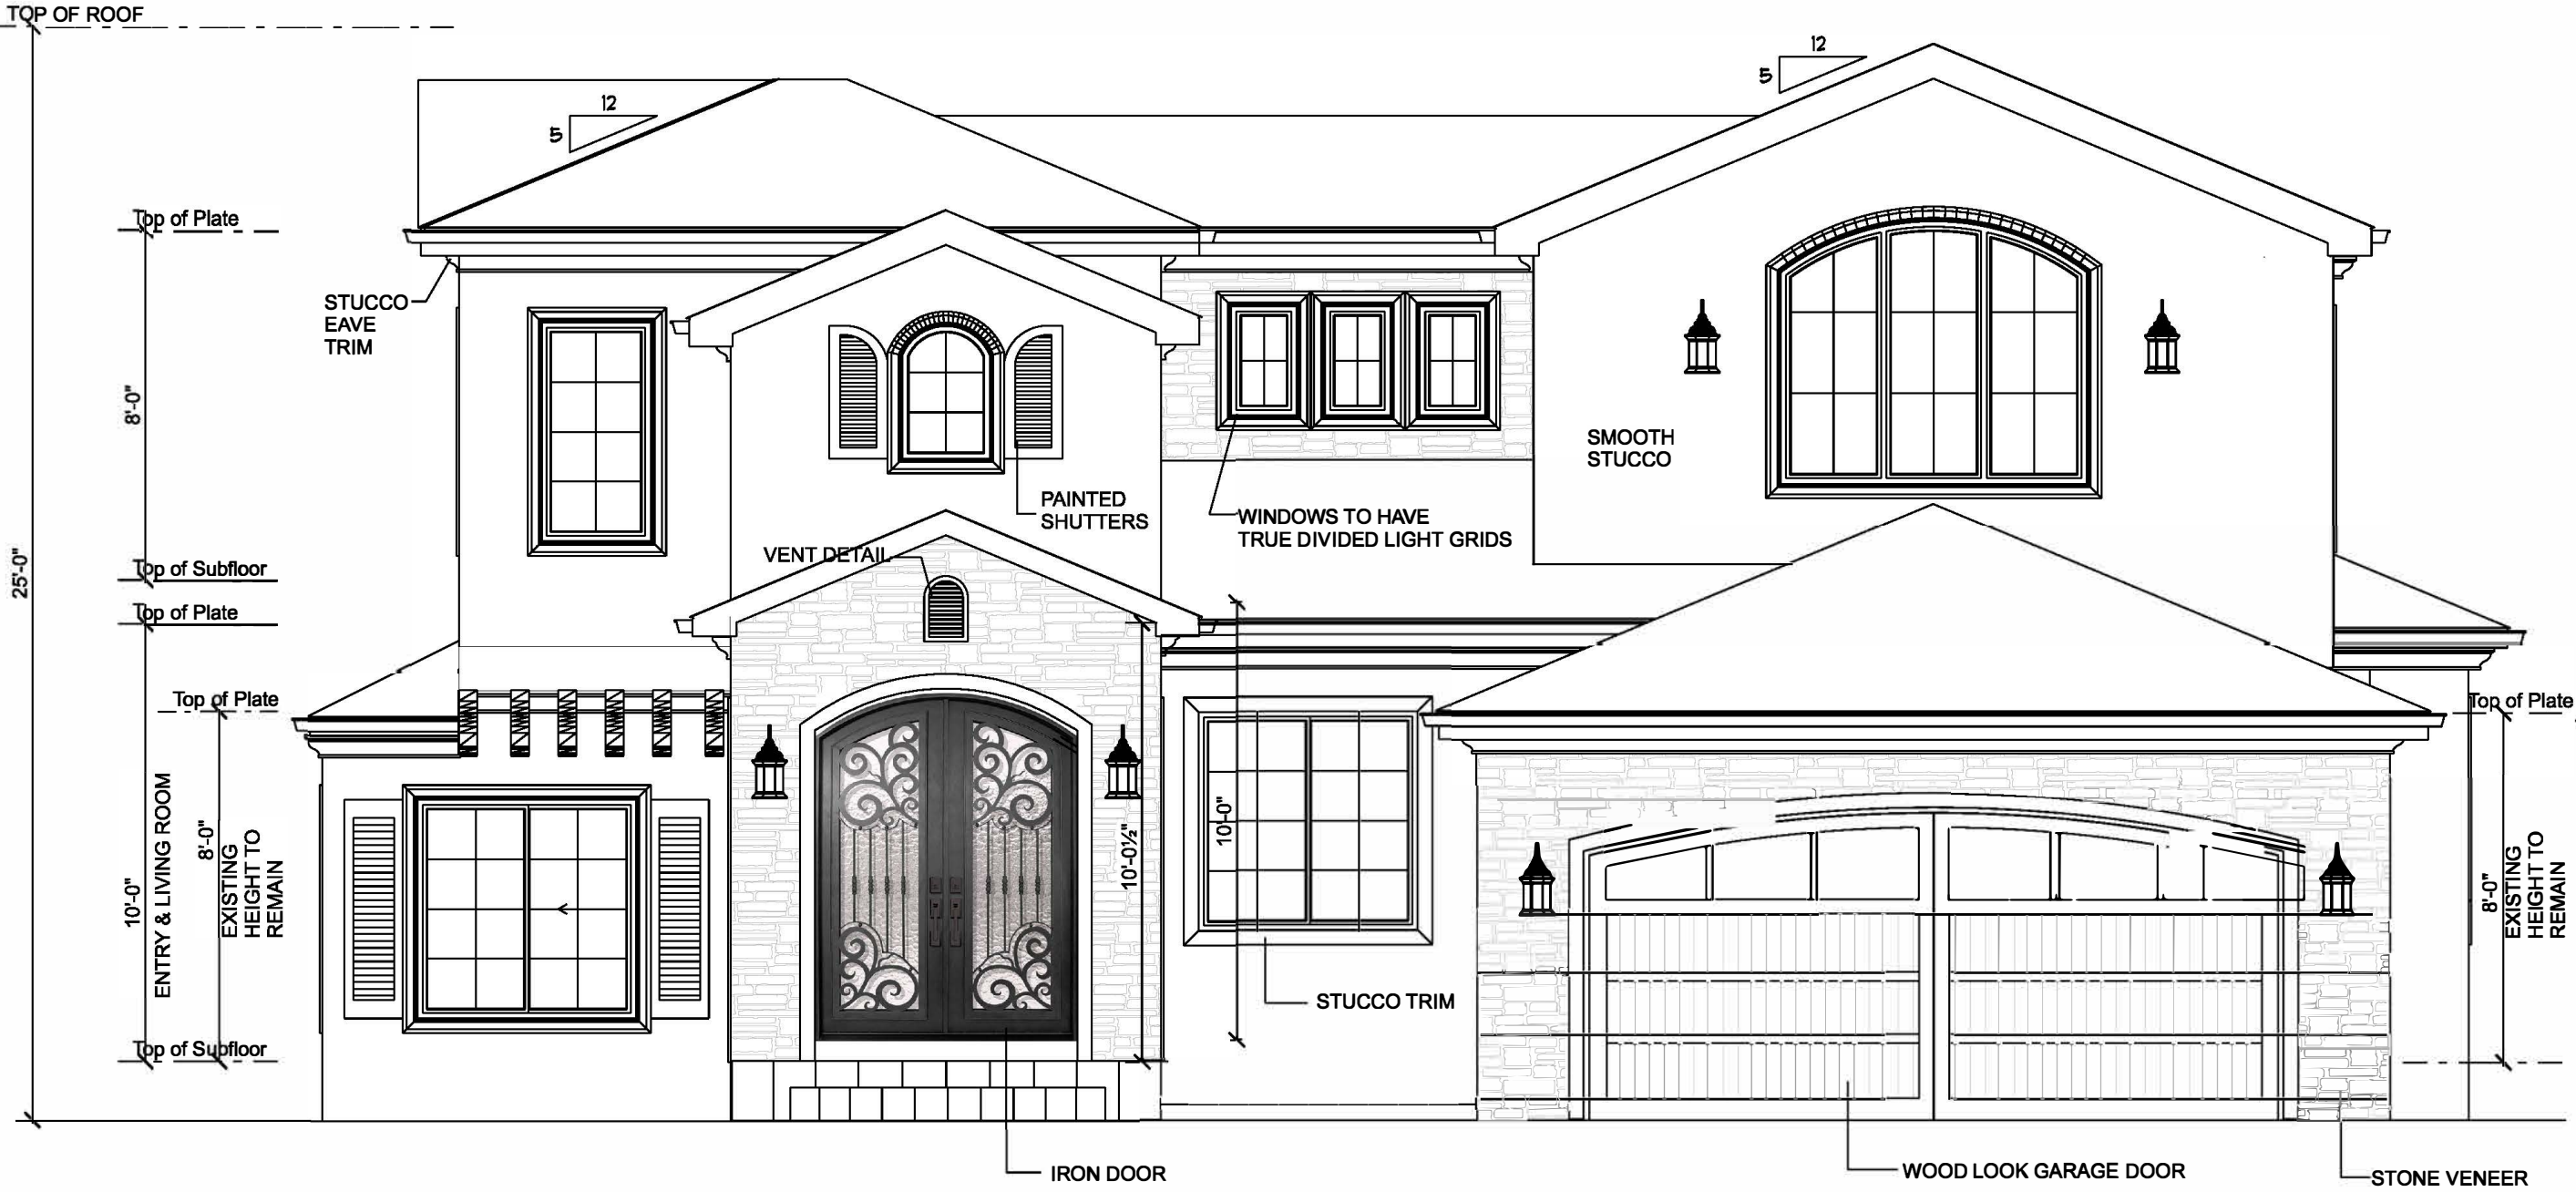 TOP OF ROOF
12
5
12
5
Top of Plate
STUCCO
EAVE
TRIM
8'-0"
SMOOTH
STUCCO
PAINTED
SHUTTERS
WINDOWS TO HAVE
TRUE DIVIDED LIGHT GRIDS
VENT DETAIL
25'-0"
Top of Subfloor
Top of Plate
Top of Plate
Top of Plate
10'-0"
ENTRY & LIVING ROOM
8'-0"
EXISTING
HEIGHT TO
REMAIN
10'-0½"
10'-0"
8'-0"
EXISTING
HEIGHT TO
REMAIN
STUCCO TRIM
Top of Subfloor
IRON DOOR
WOOD LOOK GARAGE DOOR
STONE VENEER